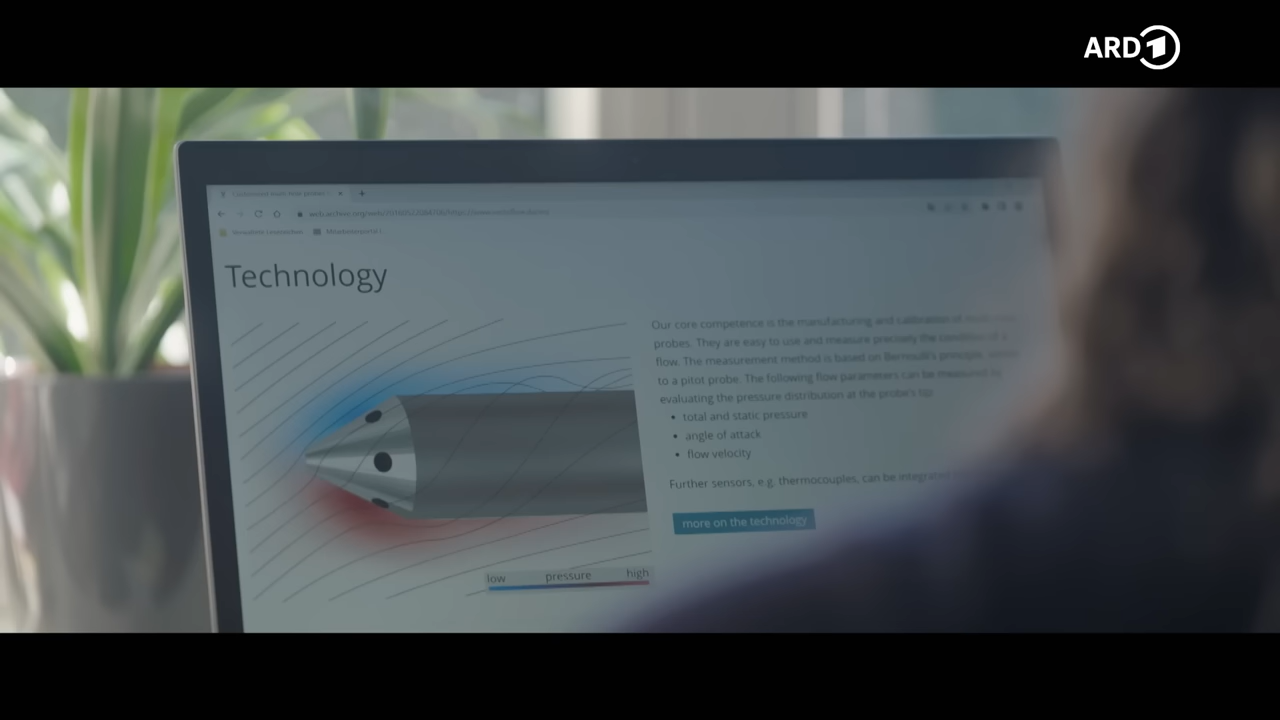 ARD 1
Technology
Our core competence is the manufacturing and calibration of
probes. They are easy to use and measure precisely the condition of a
flow. The measurement method is based on Bernoulli's principle,
to a pitot probe. The following flow parameters can be measured by
evaluating the pressure distribution at the probe's tip:
• total and static pressure
• angle of attack
• flow velocity
Further sensors, e.g. thermocouples, can be integrated
more on the technology
low pressure high